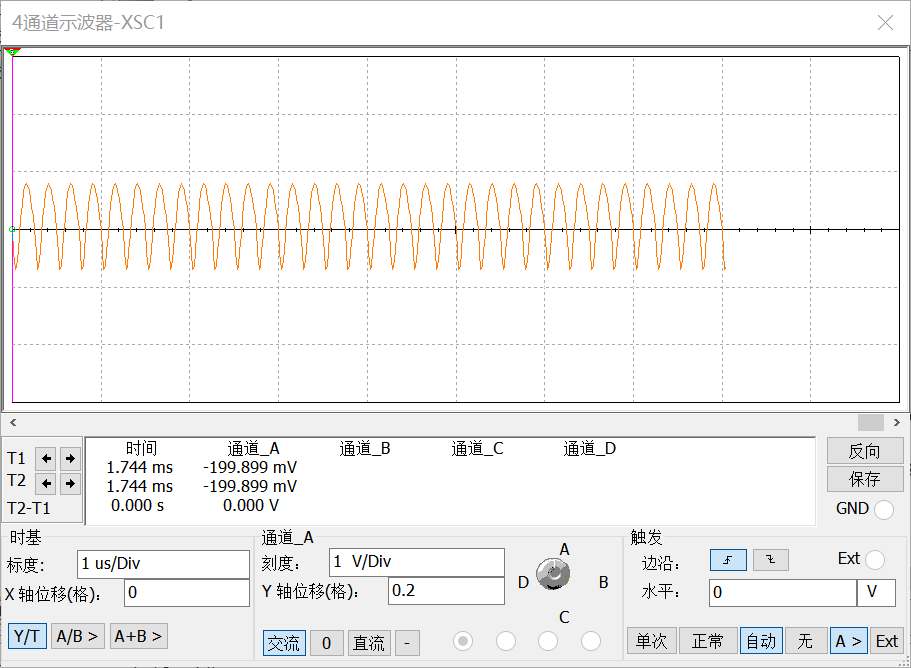 4通道示波器-XSC1
T1
T2
T2-T1
时间 通道_A 通道_B 通道_C 通道_D
1.744 ms -199.899 mV
1.744 ms -199.899 mV
0.000 s 0.000 V
反向
保存
GND
时基
标度: 1 us/Div
X 轴位移(格): 0
Y/T A/B > A+B >
通道_A
刻度: 1 V/Div
Y 轴位移(格): 0.2
交流 0 直流 -
A
D B
C
触发
边沿: Ext
水平: 0 V
单次 正常 自动 无 A > Ext